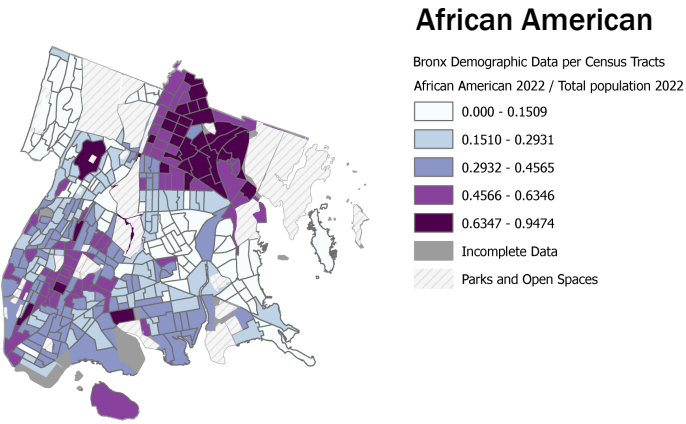 African American
Bronx Demographic Data per Census Tracts
African American 2022 / Total population 2022
0.000 - 0.1509
0.1510 - 0.2931
0.2932 - 0.4565
0.4566 - 0.6346
0.6347 - 0.9474
Incomplete Data
Parks and Open Spaces